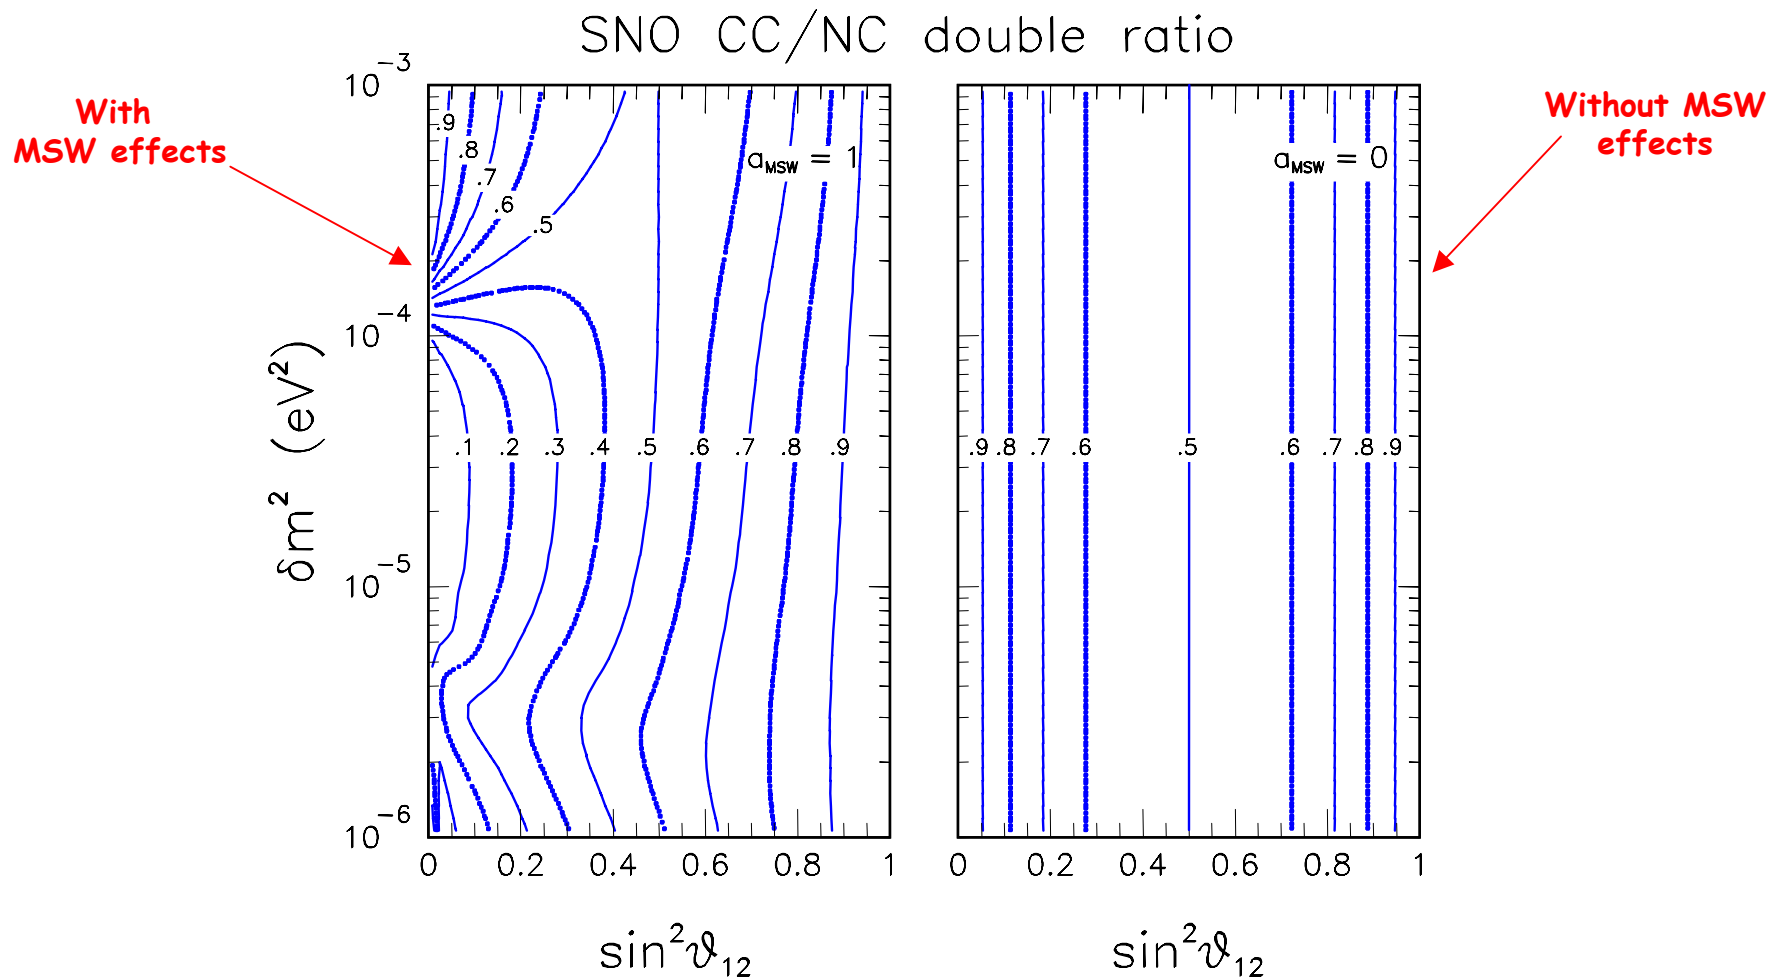 SNO CC/NC double ratio
With
MSW effects
Without MSW
effects
10⁻³
10⁻⁴
10⁻⁵
10⁻⁶
δm² (eV²)
.9
.8
.7
.6
.5
a_MSW = 1
.1 .2 .3 .4 .5 .6 .7 .8 .9
0 0.2 0.4 0.6 0.8 1
sin²ϑ₁₂
a_MSW = 0
.9 .8 .7 .6 .5 .6 .7 .8 .9
0 0.2 0.4 0.6 0.8 1
sin²ϑ₁₂